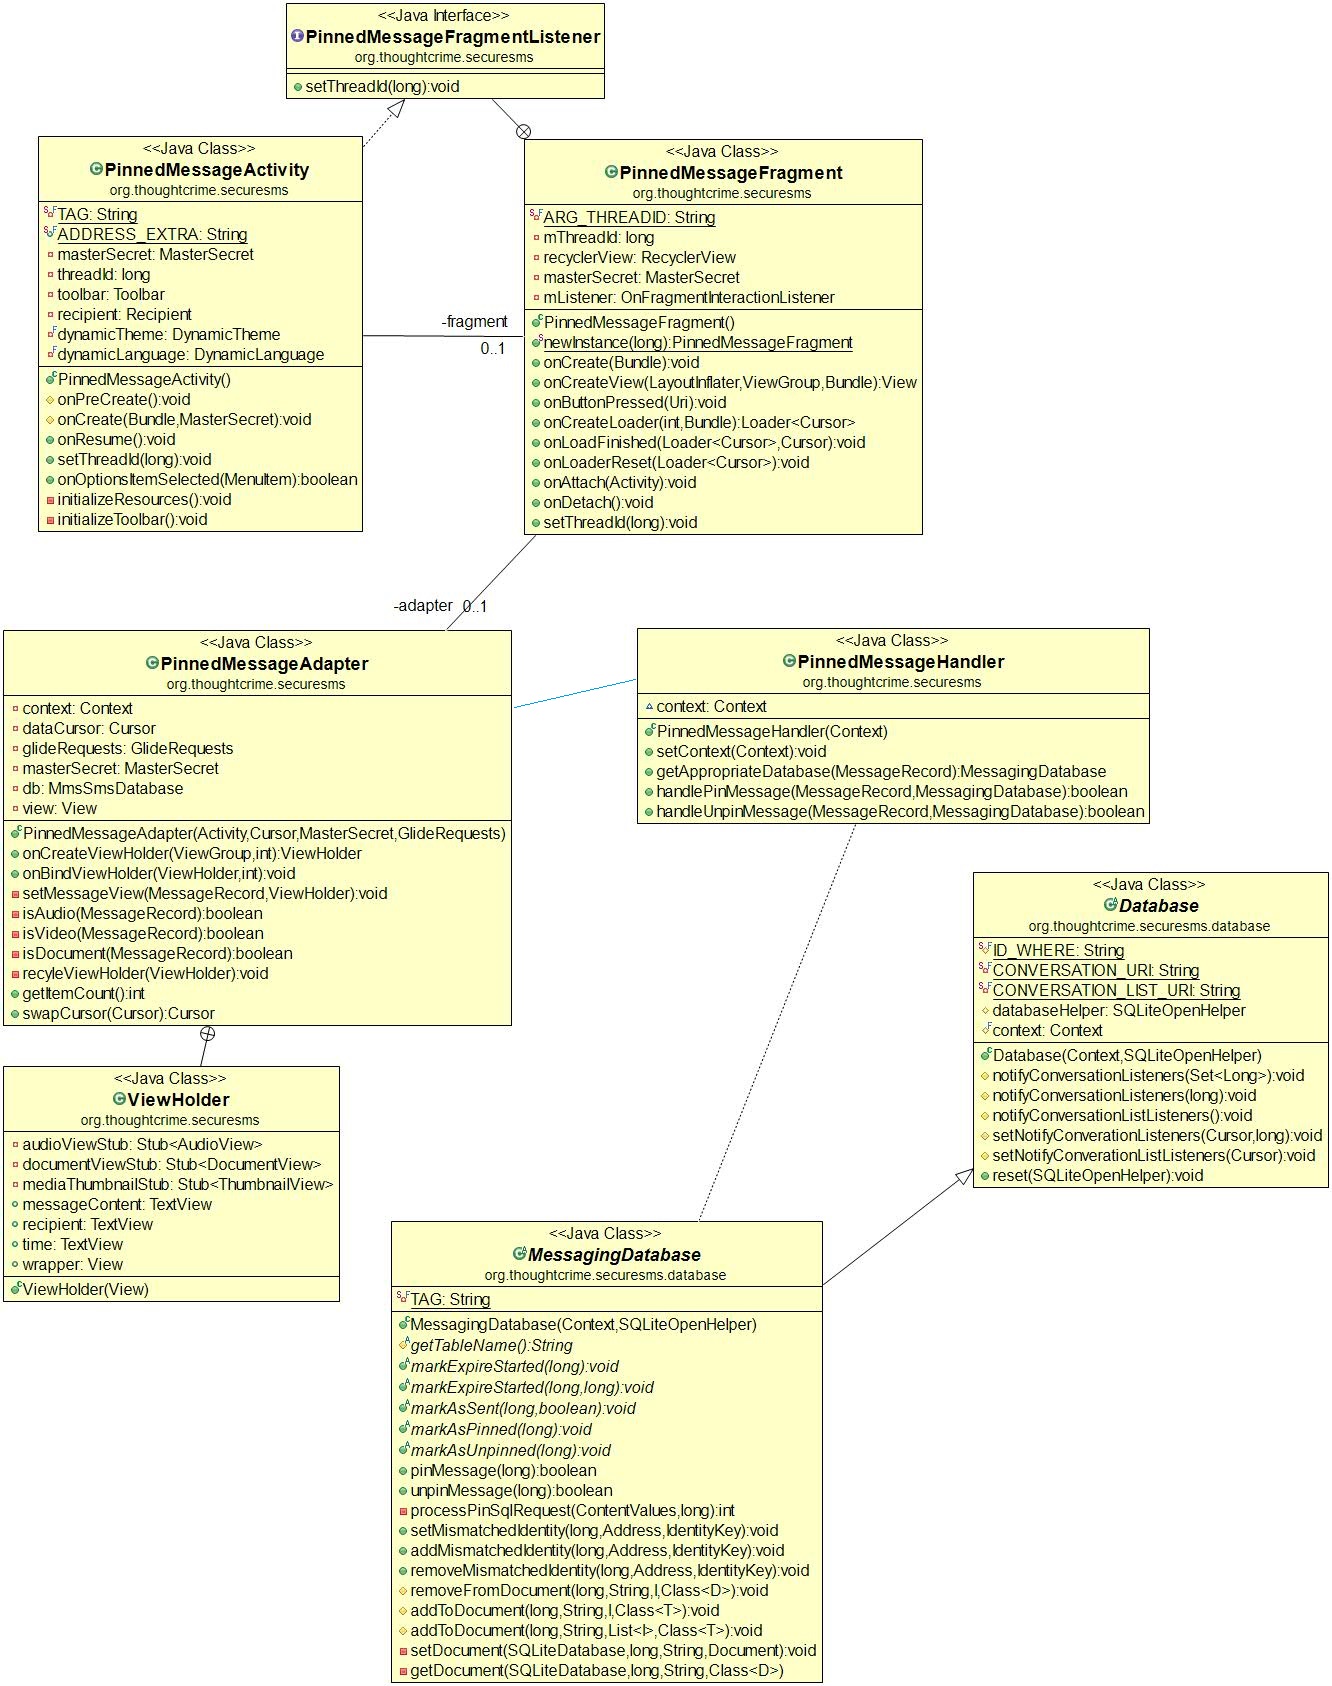 <<Java Interface>>
PinnedMessageFragmentListener
org.thoughtcrime.securesms
setThreadId(long):void
<<Java Class>>
PinnedMessageActivity
org.thoughtcrime.securesms
TAG: String
ADDRESS_EXTRA: String
masterSecret: MasterSecret
threadId: long
toolbar: Toolbar
recipient: Recipient
dynamicTheme: DynamicTheme
dynamicLanguage: DynamicLanguage
PinnedMessageActivity()
onPreCreate():void
onCreate(Bundle,MasterSecret):void
onResume():void
setThreadId(long):void
onOptionsItemSelected(MenuItem):boolean
initializeResources():void
initializeToolbar():void
-fragment
0..1
<<Java Class>>
PinnedMessageFragment
org.thoughtcrime.securesms
ARG_THREADID: String
mThreadId: long
recyclerView: RecyclerView
masterSecret: MasterSecret
mListener: OnFragmentInteractionListener
PinnedMessageFragment()
newInstance(long):PinnedMessageFragment
onCreate(Bundle):void
onCreateView(LayoutInflater,ViewGroup,Bundle):View
onButtonPressed(Uri):void
onCreateLoader(int,Bundle):Loader<Cursor>
onLoadFinished(Loader<Cursor>,Cursor):void
onLoaderReset(Loader<Cursor>):void
onAttach(Activity):void
onDetach():void
setThreadId(long):void
-adapter 0..1
<<Java Class>>
PinnedMessageAdapter
org.thoughtcrime.securesms
context: Context
dataCursor: Cursor
glideRequests: GlideRequests
masterSecret: MasterSecret
db: MmsSmsDatabase
view: View
PinnedMessageAdapter(Activity,Cursor,MasterSecret,GlideRequests)
onCreateViewHolder(ViewGroup,int):ViewHolder
onBindViewHolder(ViewHolder,int):void
setMessageView(MessageRecord,ViewHolder):void
isAudio(MessageRecord):boolean
isVideo(MessageRecord):boolean
isDocument(MessageRecord):boolean
recyleViewHolder(ViewHolder):void
getItemCount():int
swapCursor(Cursor):Cursor
<<Java Class>>
PinnedMessageHandler
org.thoughtcrime.securesms
context: Context
PinnedMessageHandler(Context)
setContext(Context):void
getAppropriateDatabase(MessageRecord):MessagingDatabase
handlePinMessage(MessageRecord,MessagingDatabase):boolean
handleUnpinMessage(MessageRecord,MessagingDatabase):boolean
<<Java Class>>
Database
org.thoughtcrime.securesms.database
ID_WHERE: String
CONVERSATION_URI: String
CONVERSATION_LIST_URI: String
databaseHelper: SQLiteOpenHelper
context: Context
Database(Context,SQLiteOpenHelper)
notifyConversationListeners(Set<Long>):void
notifyConversationListeners(long):void
notifyConversationListListeners():void
setNotifyConverationListeners(Cursor,long):void
setNotifyConverationListListeners(Cursor):void
reset(SQLiteOpenHelper):void
<<Java Class>>
ViewHolder
org.thoughtcrime.securesms
audioViewStub: Stub<AudioView>
documentViewStub: Stub<DocumentView>
mediaThumbnailStub: Stub<ThumbnailView>
messageContent: TextView
recipient: TextView
time: TextView
wrapper: View
ViewHolder(View)
<<Java Class>>
MessagingDatabase
org.thoughtcrime.securesms.database
TAG: String
MessagingDatabase(Context,SQLiteOpenHelper)
getTableName():String
markExpireStarted(long):void
markExpireStarted(long,long):void
markAsSent(long,boolean):void
markAsPinned(long):void
markAsUnpinned(long):void
pinMessage(long):boolean
unpinMessage(long):boolean
processPinSqlRequest(ContentValues,long):int
setMismatchedIdentity(long,Address,IdentityKey):void
addMismatchedIdentity(long,Address,IdentityKey):void
removeMismatchedIdentity(long,Address,IdentityKey):void
removeFromDocument(long,String,I,Class<D>):void
addToDocument(long,String,I,Class<T>):void
addToDocument(long,String,List<I>,Class<T>):void
setDocument(SQLiteDatabase,long,String,Document):void
getDocument(SQLiteDatabase,long,String,Class<D>)